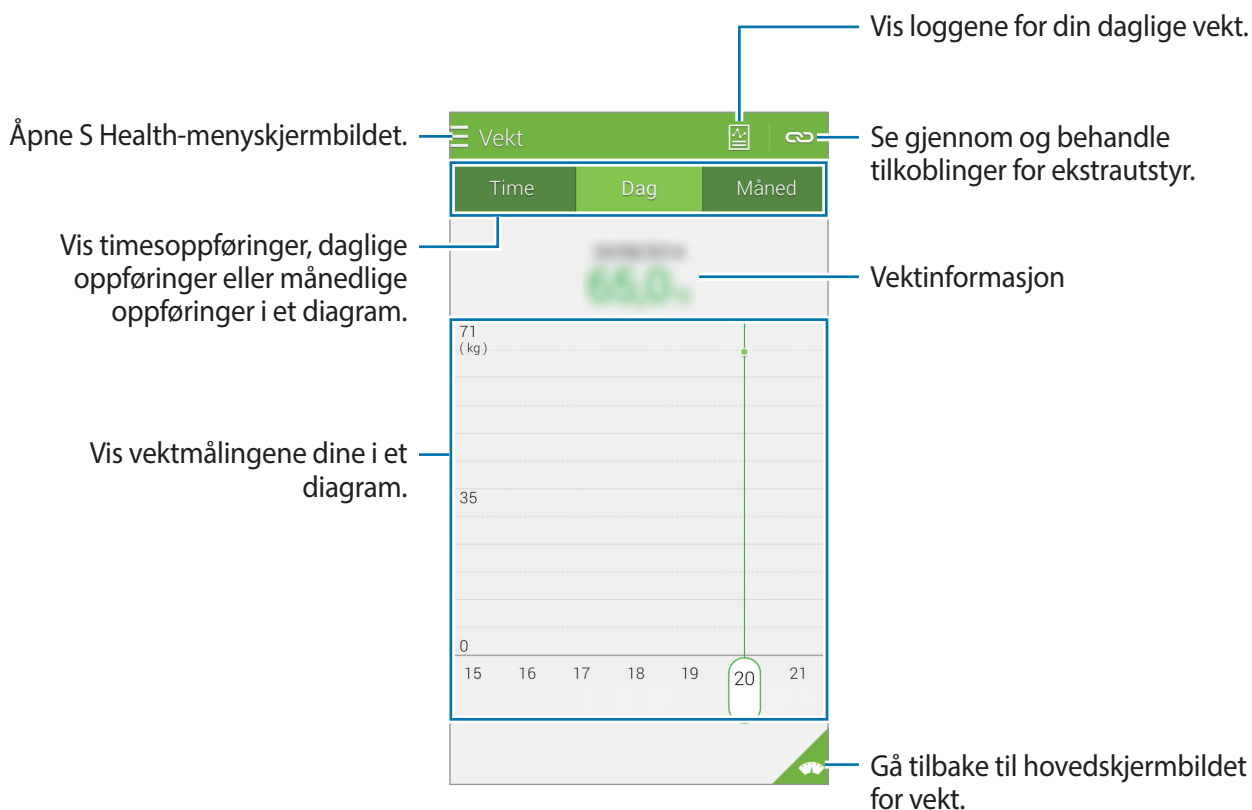 Vis loggene for din daglige vekt.
Åpne S Health-menyskjermbildet.
Vekt
Se gjennom og behandle
tilkoblinger for ekstrautstyr.
Time Dag Måned
Vis timesoppføringer, daglige
oppføringer eller månedlige
oppføringer i et diagram.
65,0
Vektinformasjon
71
(kg)
Vis vektmålingene dine i et
diagram.
35
0
15 16 17 18 19 20 21
Gå tilbake til hovedskjermbildet
for vekt.